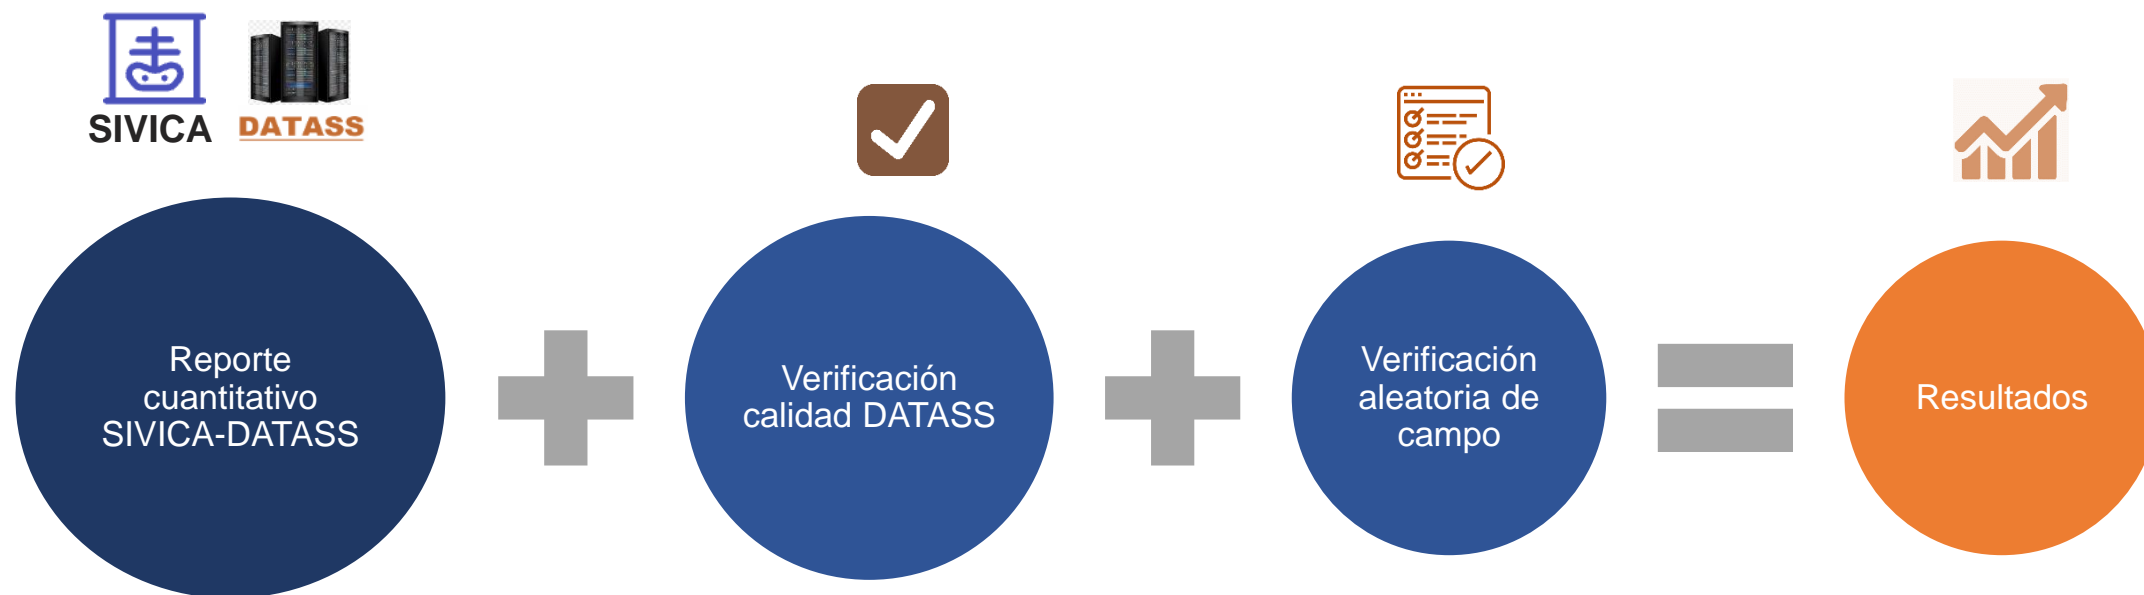 SIVICA
DATASS
Reporte
cuantitativo
SIVICA-DATASS
Verificación
calidad DATASS
Verificación
aleatoria de
campo
Resultados